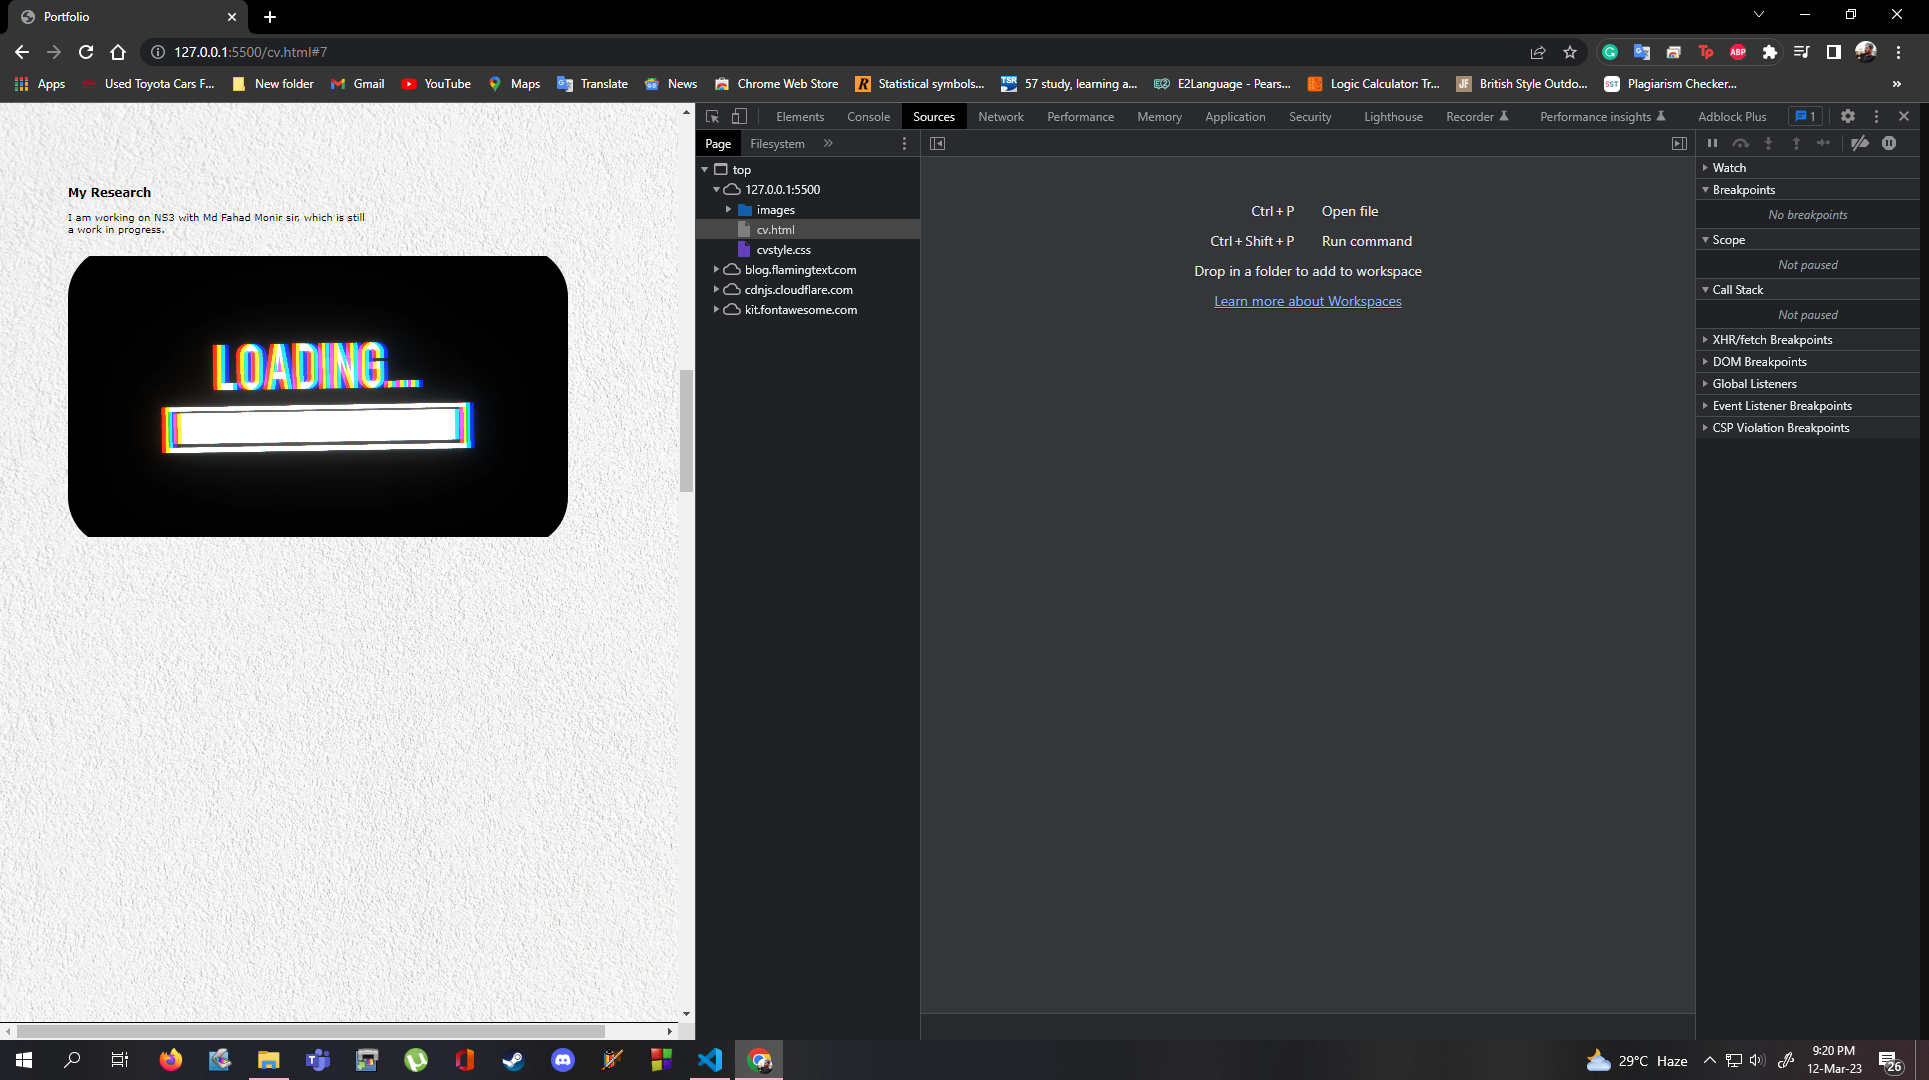 Portfolio
127.0.0.1:5500/cv.html#7
Apps
Used Toyota Cars F...
New folder
Gmail
YouTube
Maps
Translate
News
Chrome Web Store
Statistical symbols...
57 study, learning a...
E2Language - Pears...
Logic Calculator: Tr...
British Style Outdo...
Plagiarism Checker...
»
My Research
I am working on NS3 with Md Fahad Monir sir, which is still
a work in progress.
LOADING_
Elements
Console
Sources
Network
Performance
Memory
Application
Security
Lighthouse
Recorder
Performance insights
Adblock Plus
1
Page
Filesystem
»
top
127.0.0.1:5500
images
cv.html
cvstyle.css
blog.flamingtext.com
cdnjs.cloudflare.com
kit.fontawesome.com
Ctrl + P Open file
Ctrl + Shift + P Run command
Drop in a folder to add to workspace
Learn more about Workspaces
Watch
Breakpoints
No breakpoints
Scope
Not paused
Call Stack
Not paused
XHR/fetch Breakpoints
DOM Breakpoints
Global Listeners
Event Listener Breakpoints
CSP Violation Breakpoints
29°C Haze
9:20 PM
12-Mar-23
26